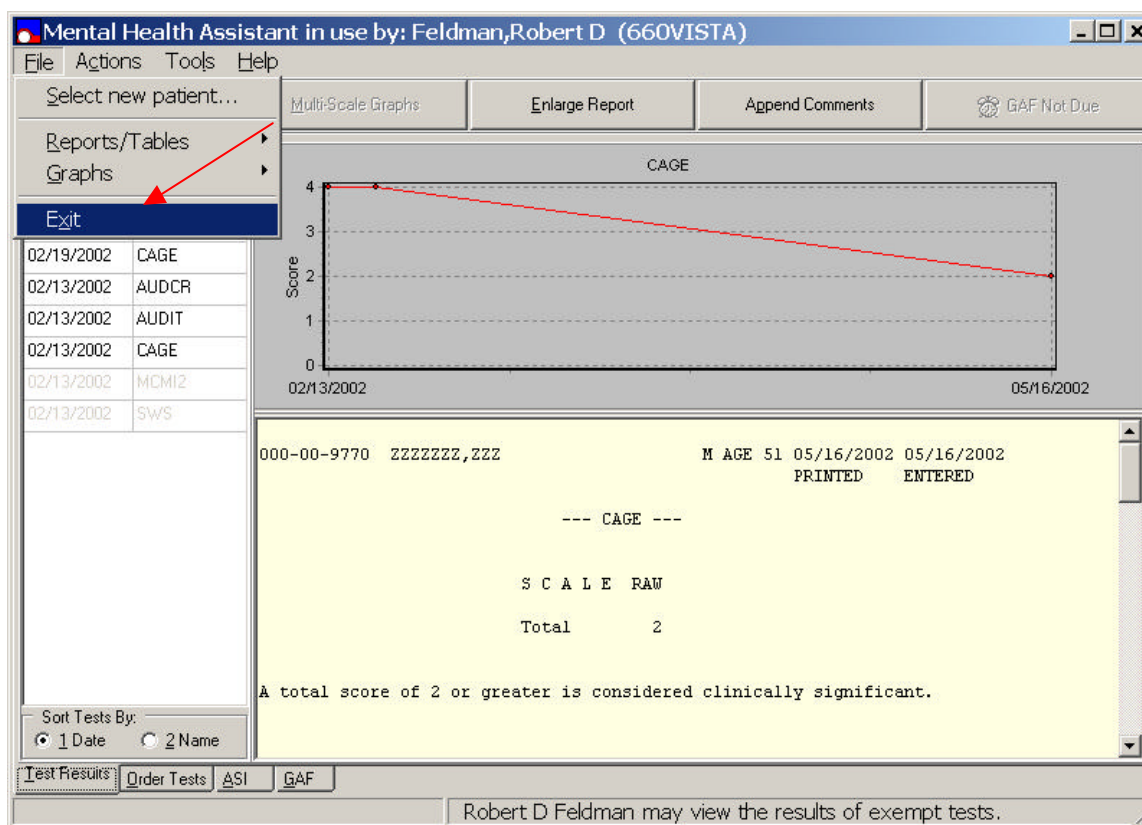 Mental Health Assistant in use by: Feldman,Robert D (660VISTA)
File Actions Tools Help
Select new patient...
Reports/Tables
Graphs
Exit
Multi-Scale Graphs Enlarge Report Append Comments GAF Not Due
02/19/2002 CAGE
02/13/2002 AUDCR
02/13/2002 AUDIT
02/13/2002 CAGE
02/13/2002 MCMI2
02/13/2002 SWS
CAGE
Score
4
3
2
1
0
02/13/2002 05/16/2002
000-00-9770 ZZZZZZZ,ZZZ M AGE 51 05/16/2002 05/16/2002
PRINTED ENTERED
--- CAGE ---
S C A L E RAW
Total 2
A total score of 2 or greater is considered clinically significant.
Sort Tests By:
1 Date 2 Name
Test Results Order Tests ASI GAF
Robert D Feldman may view the results of exempt tests.